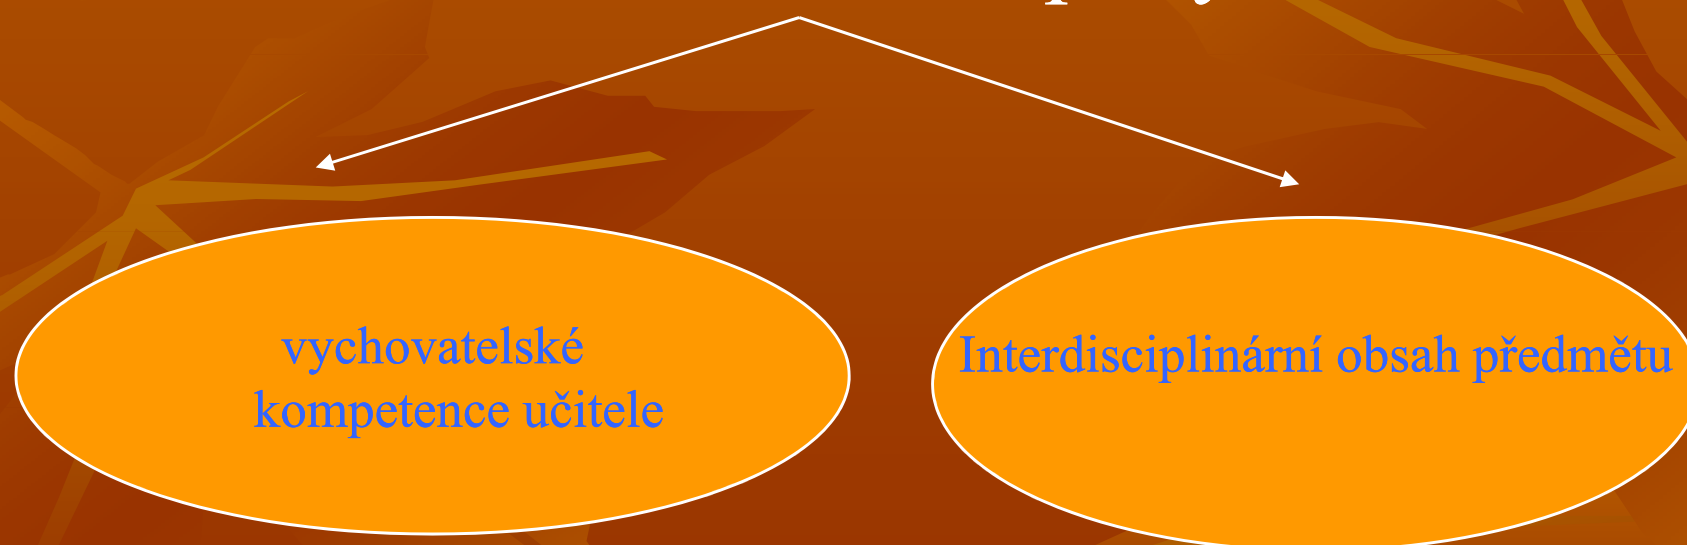 vychovatelské
kompetence učitele
Interdisciplinární obsah předmětu